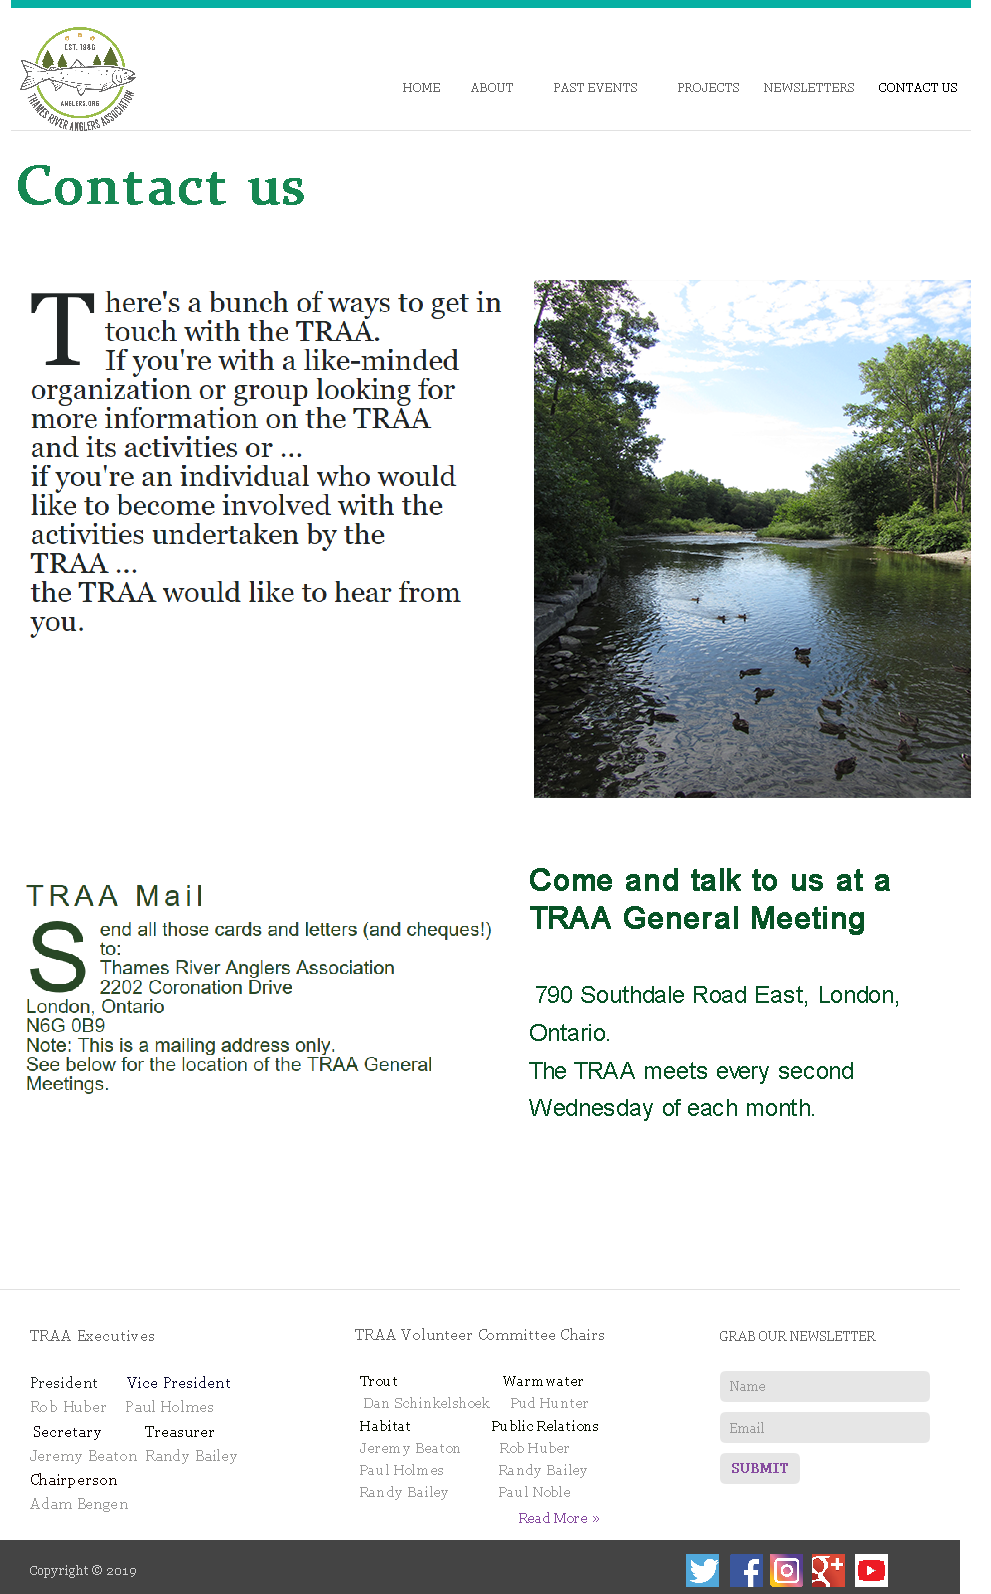 EST. 1986
ANGLERS.ORG
THAMES RIVER ANGLERS ASSOCIATION
HOME ABOUT PAST EVENTS PROJECTS NEWSLETTERS CONTACT US
Contact us
There's a bunch of ways to get in
touch with the TRAA.
If you're with a like-minded
organization or group looking for
more information on the TRAA
and its activities or ...
if you're an individual who would
like to become involved with the
activities undertaken by the
TRAA ...
the TRAA would like to hear from
you.
TRAA Mail
Send all those cards and letters (and cheques!)
to:
Thames River Anglers Association
2202 Coronation Drive
London, Ontario
N6G 0B9
Note: This is a mailing address only.
See below for the location of the TRAA General
Meetings.
Come and talk to us at a
TRAA General Meeting
790 Southdale Road East, London,
Ontario.
The TRAA meets every second
Wednesday of each month.
TRAA Executives
President Vice President
Rob Huber Paul Holmes
Secretary Treasurer
Jeremy Beaton Randy Bailey
Chairperson
Adam Bengen
TRAA Volunteer Committee Chairs
Trout Warmwater
Dan Schinkelshoek Pud Hunter
Habitat Public Relations
Jeremy Beaton Rob Huber
Paul Holmes Randy Bailey
Randy Bailey Paul Noble
Read More »
GRAB OUR NEWSLETTER
Name
Email
SUBMIT
Copyright © 2019